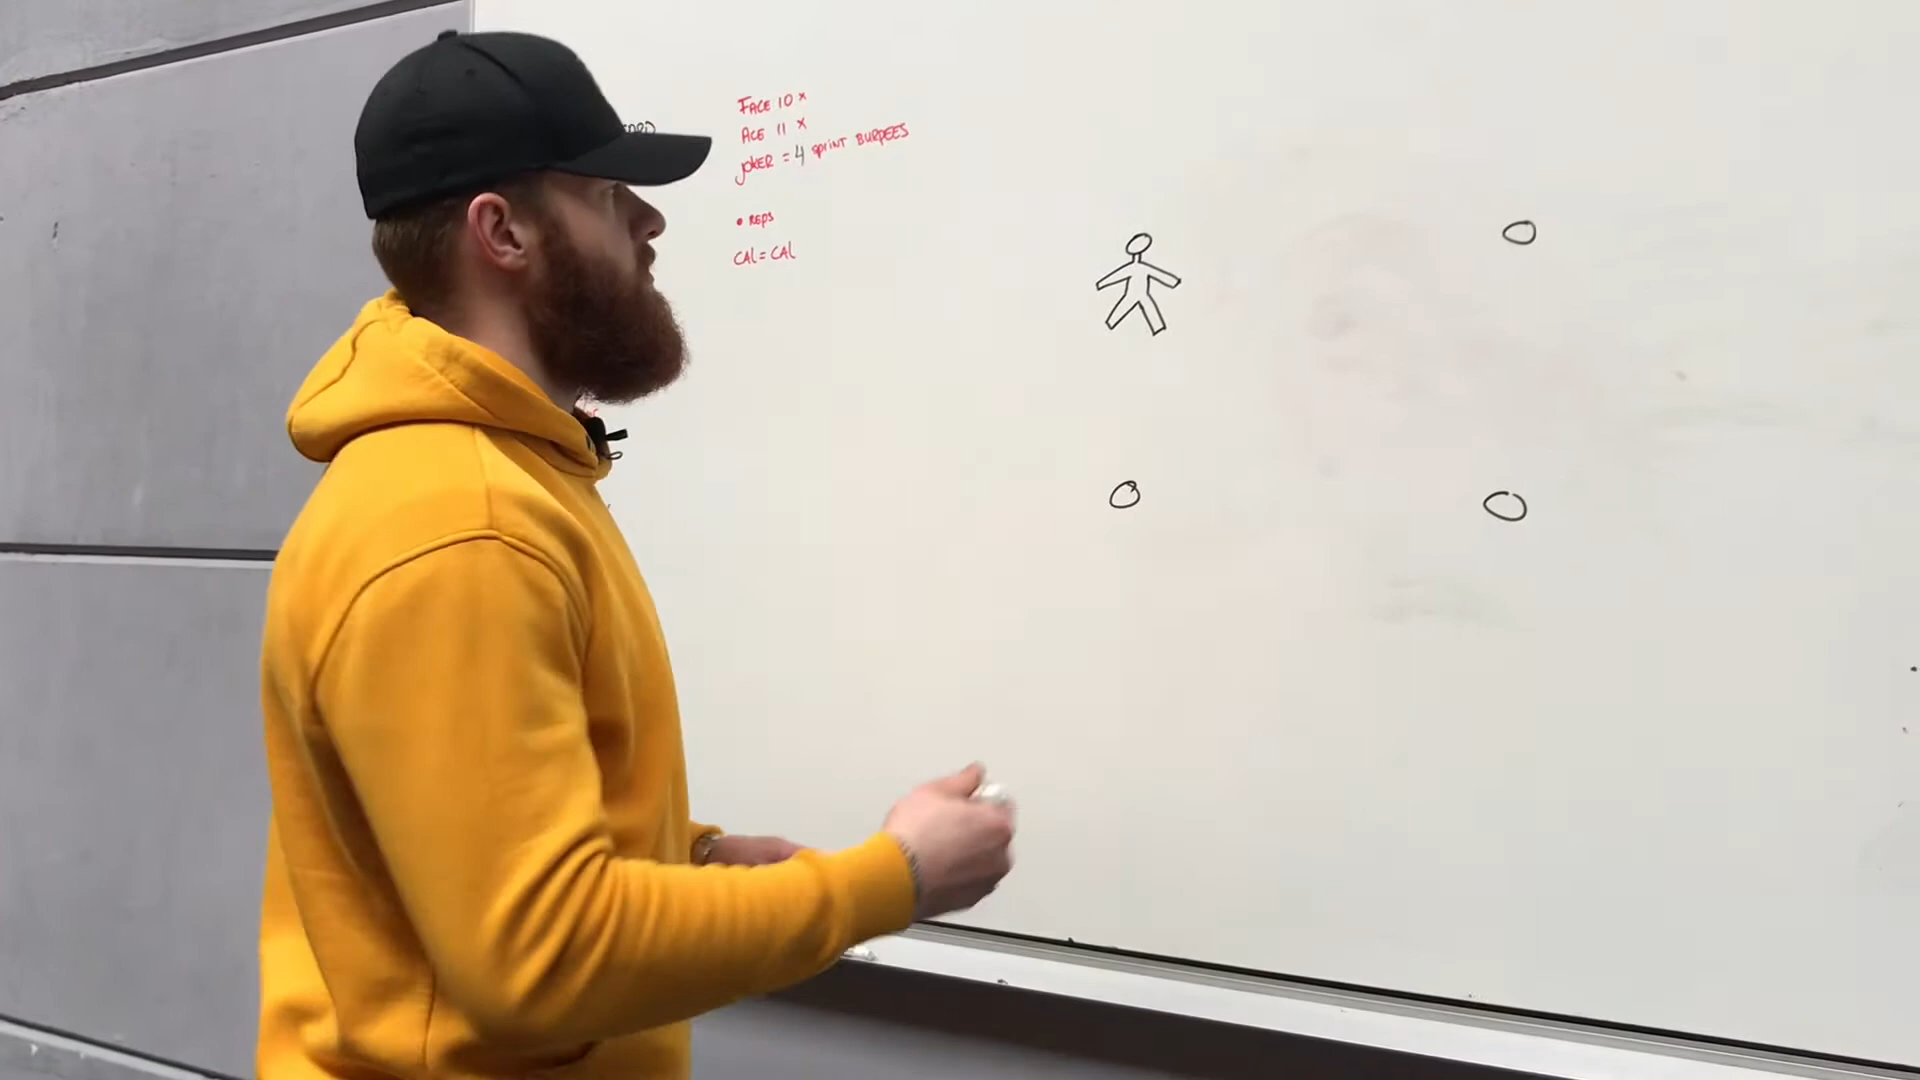 FACE 10 x
ACE 11 x
joker = 4 sprint BURPEES
• REPS
CAL = CAL